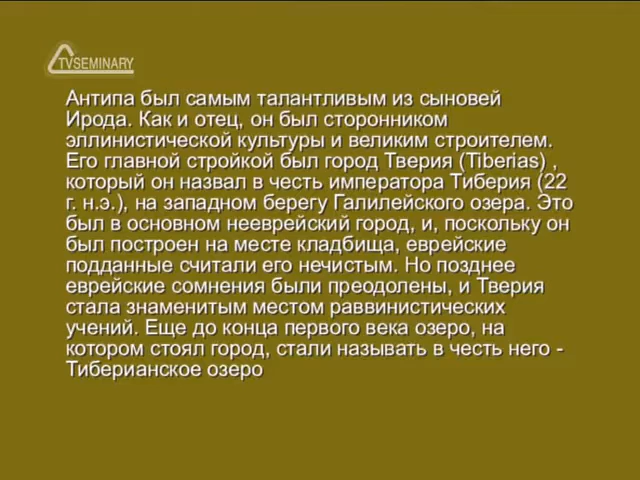 TVSEMINARY
Антипа был самым талантливым из сыновей
Ирода. Как и отец, он был сторонником
эллинистической культуры и великим строителем.
Его главной стройкой был город Тверия (Tiberias) ,
который он назвал в честь императора Тиберия (22
г. н.э.), на западном берегу Галилейского озера. Это
был в основном нееврейский город, и, поскольку он
был построен на месте кладбища, еврейские
подданные считали его нечистым. Но позднее
еврейские сомнения были преодолены, и Тверия
стала знаменитым местом раввинистических
учений. Еще до конца первого века озеро, на
котором стоял город, стали называть в честь него -
Тиберианское озеро